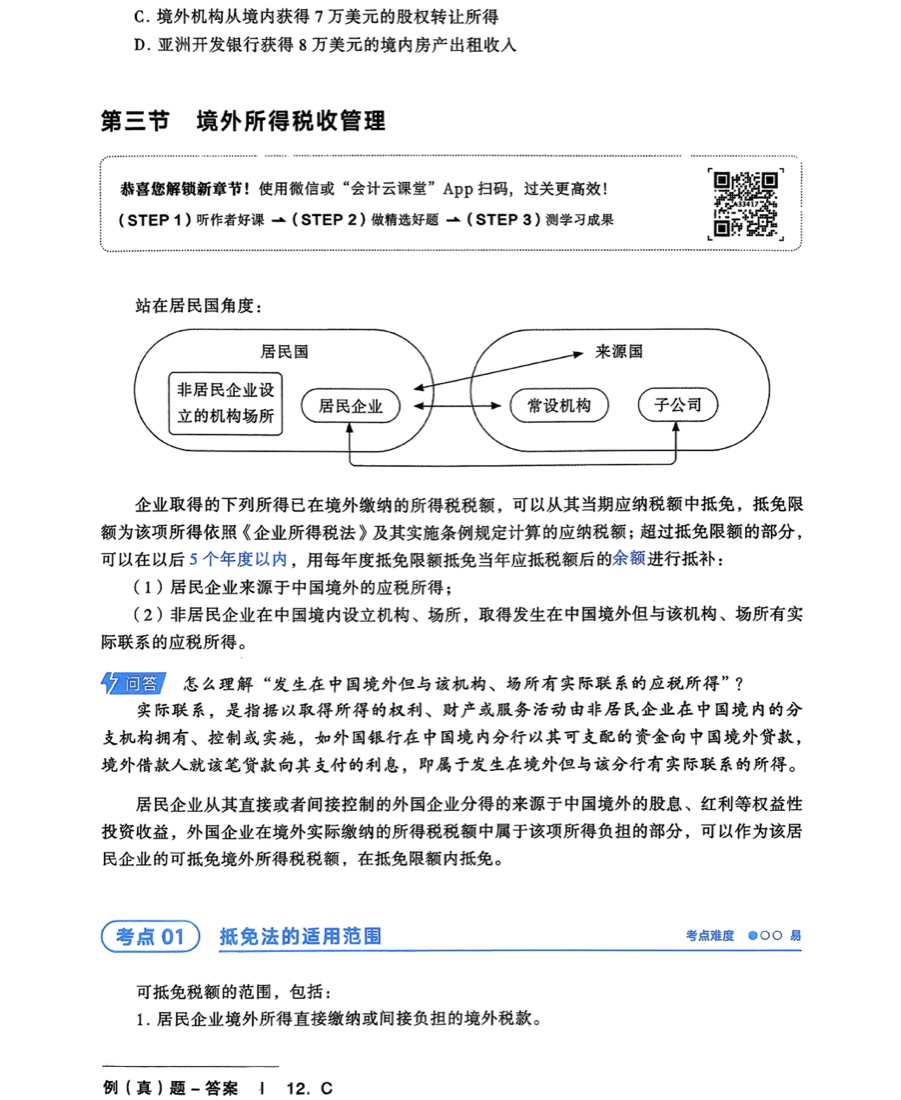 C. 境外机构从境内获得 7 万美元的股权转让所得
D. 亚洲开发银行获得 8 万美元的境内房产出租收入
第三节 境外所得税收管理
恭喜您解锁新章节！使用微信或“会计云课堂”App 扫码，过关更高效！
（STEP 1）听作者好课 ⇀（STEP 2）做精选好题 ⇀（STEP 3）测学习成果
A33417
站在居民国角度：
居民国
来源国
非居民企业设
立的机构场所
居民企业
常设机构
子公司
企业取得的下列所得已在境外缴纳的所得税税额，可以从其当期应纳税额中抵免，抵免限
额为该项所得依照《企业所得税法》及其实施条例规定计算的应纳税额；超过抵免限额的部分，
可以在以后 5 个年度以内，用每年度抵免限额抵免当年应抵税额后的余额进行抵补：
（1）居民企业来源于中国境外的应税所得；
（2）非居民企业在中国境内设立机构、场所，取得发生在中国境外但与该机构、场所有实
际联系的应税所得。
问答 怎么理解“发生在中国境外但与该机构、场所有实际联系的应税所得”？
实际联系，是指据以取得所得的权利、财产或服务活动由非居民企业在中国境内的分
支机构拥有、控制或实施，如外国银行在中国境内分行以其可支配的资金向中国境外贷款，
境外借款人就该笔贷款向其支付的利息，即属于发生在境外但与该分行有实际联系的所得。
居民企业从其直接或者间接控制的外国企业分得的来源于中国境外的股息、红利等权益性
投资收益，外国企业在境外实际缴纳的所得税税额中属于该项所得负担的部分，可以作为该居
民企业的可抵免境外所得税税额，在抵免限额内抵免。
考点 01 抵免法的适用范围 考点难度 ●○○ 易
可抵免税额的范围，包括：
1. 居民企业境外所得直接缴纳或间接负担的境外税款。
例（真）题 – 答案 | 12. C